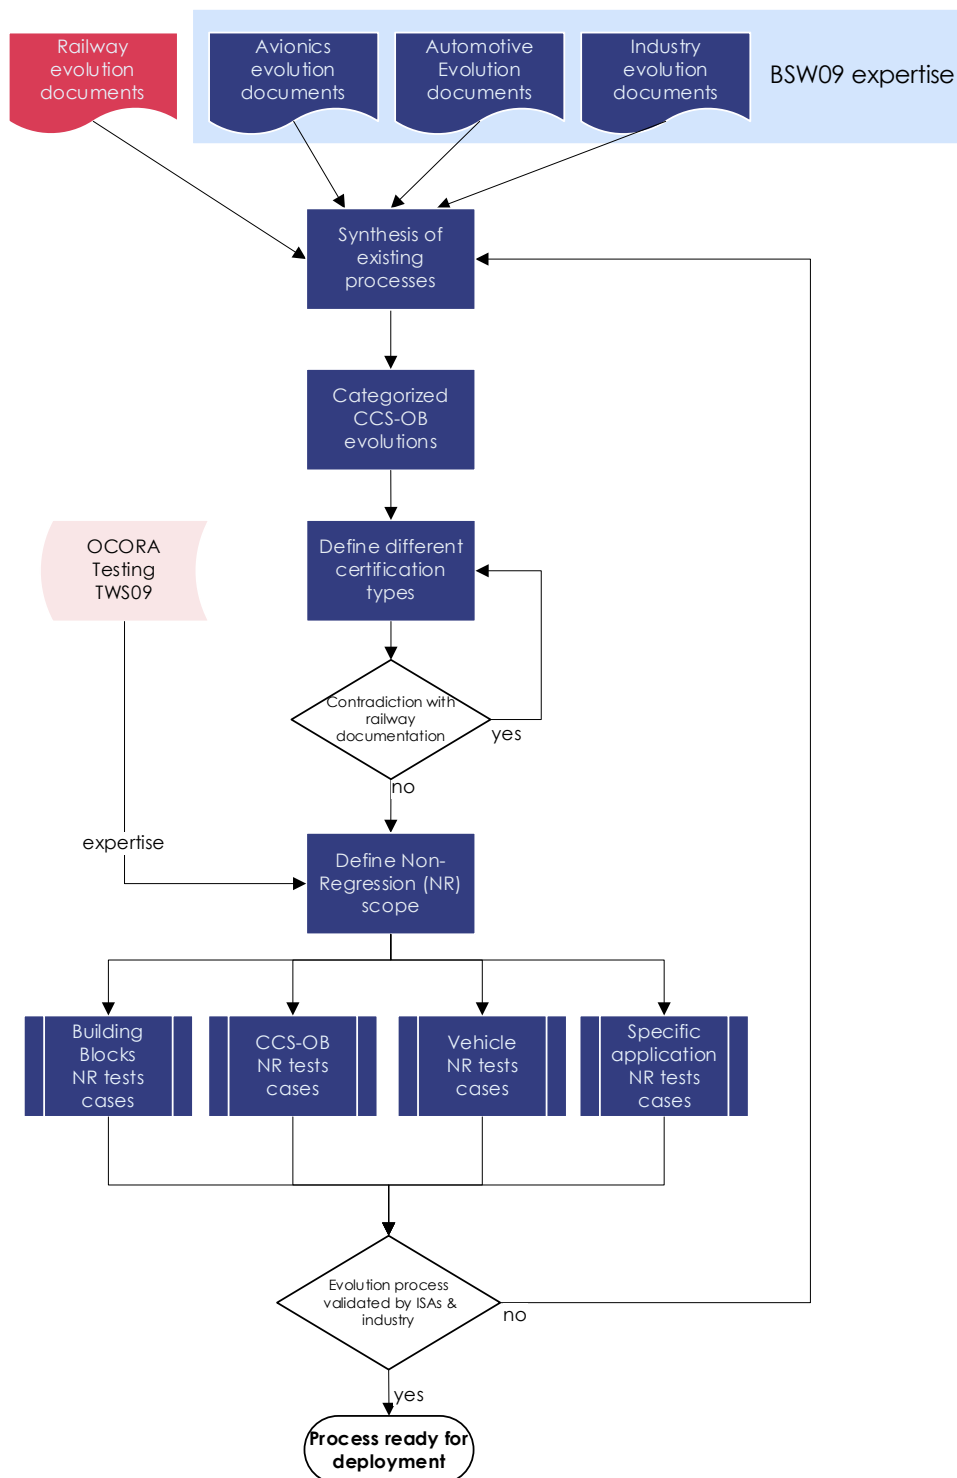 Railway
evolution
documents
Avionics
evolution
documents
Automotive
Evolution
documents
Industry
evolution
documents
BSW09 expertise
Synthesis of
existing
processes
Categorized
CCS-OB
evolutions
OCORA
Testing
TWS09
Define different
certification
types
Contradiction with
railway
documentation
yes
no
expertise
Define Non-
Regression (NR)
scope
Building
Blocks
NR tests
cases
CCS-OB
NR tests
cases
Vehicle
NR tests
cases
Specific
application
NR tests
cases
Evolution process
validated by ISAs &
industry
no
yes
Process ready for
deployment